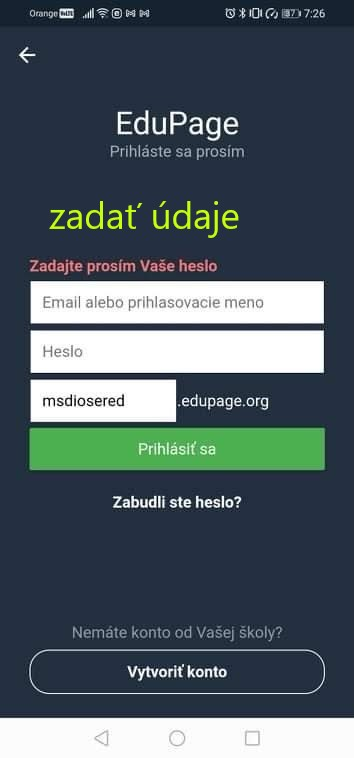 Orange
7:26
EduPage
Prihláste sa prosím
zadať údaje
Zadajte prosím Vaše heslo
Email alebo prihlasovacie meno
Heslo
msdiosered .edupage.org
Prihlásiť sa
Zabudli ste heslo?
Nemáte konto od Vašej školy?
Vytvoriť konto